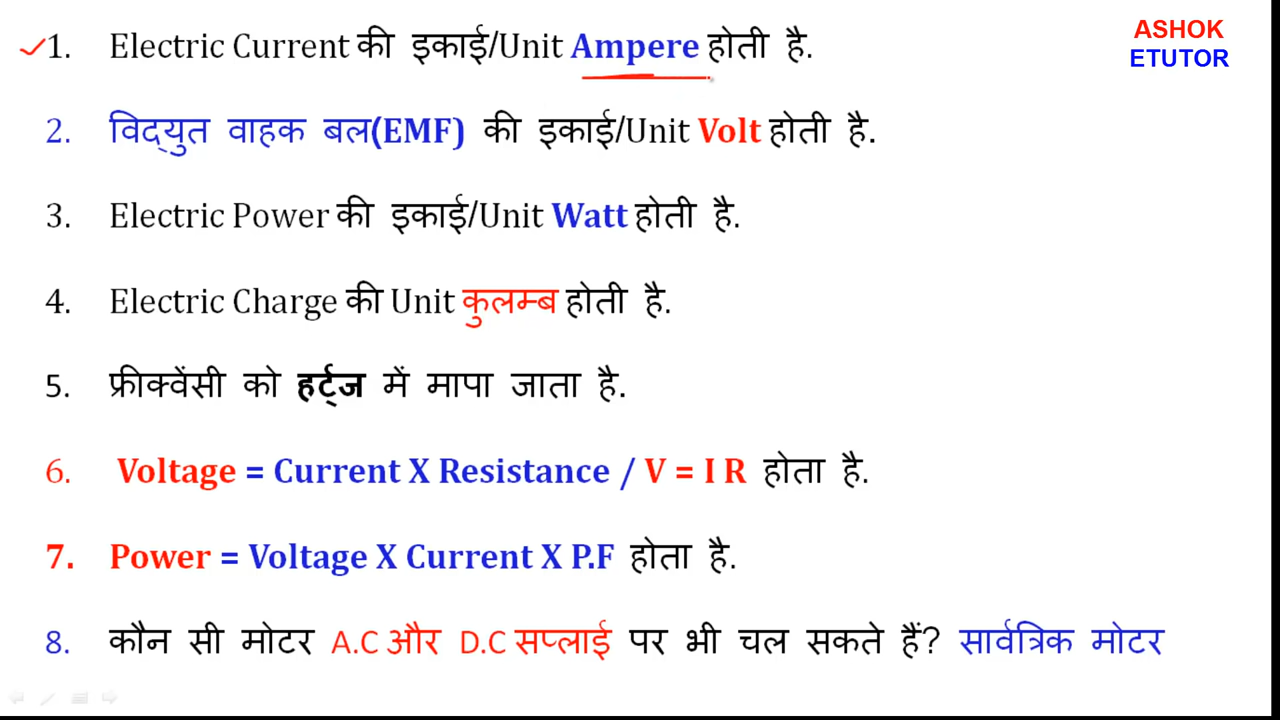 ASHOK
ETUTOR
1. Electric Current की इकाई/Unit Ampere होती है.
2. विद्युत वाहक बल(EMF) की इकाई/Unit Volt होती है.
3. Electric Power की इकाई/Unit Watt होती है.
4. Electric Charge की Unit कुलम्ब होती है.
5. फ्रीक्वेंसी को हर्ट्ज में मापा जाता है.
6. Voltage = Current X Resistance / V = I R होता है.
7. Power = Voltage X Current X P.F होता है.
8. कौन सी मोटर A.C और D.C सप्लाई पर भी चल सकते हैं? सार्वत्रिक मोटर